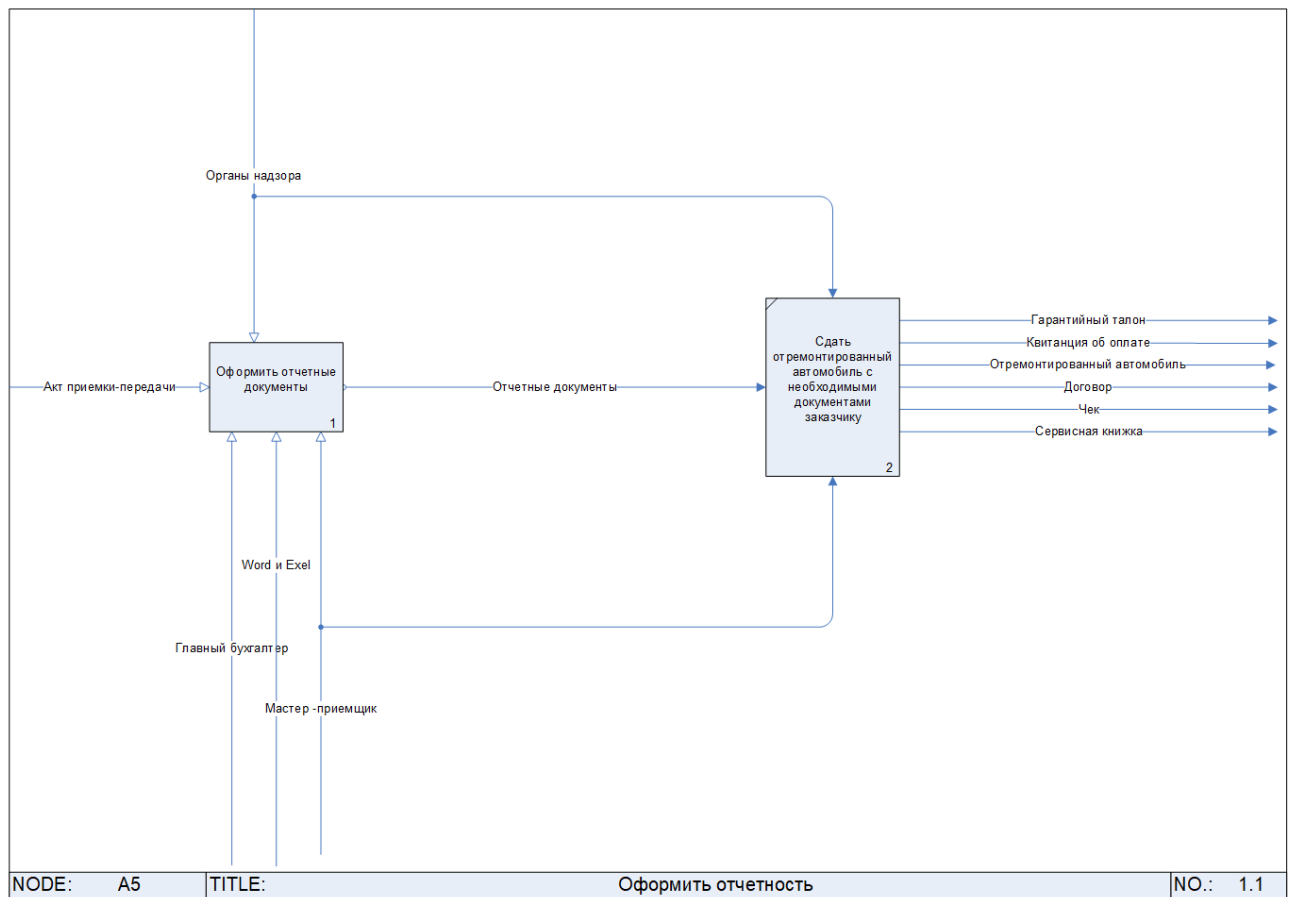 Органы надзора
Оформить отчетные
документы
1
Акт приемки-передачи
Отчетные документы
Сдать
отремонтированный
автомобиль с
необходимыми
документами
заказчику
2
Гарантийный талон
Квитанция об оплате
Отремонтированный автомобиль
Договор
Чек
Сервисная книжка
Word и Exel
Главный бухгалтер
Мастер -приемщик
NODE: A5 TITLE: Оформить отчетность NO.: 1.1